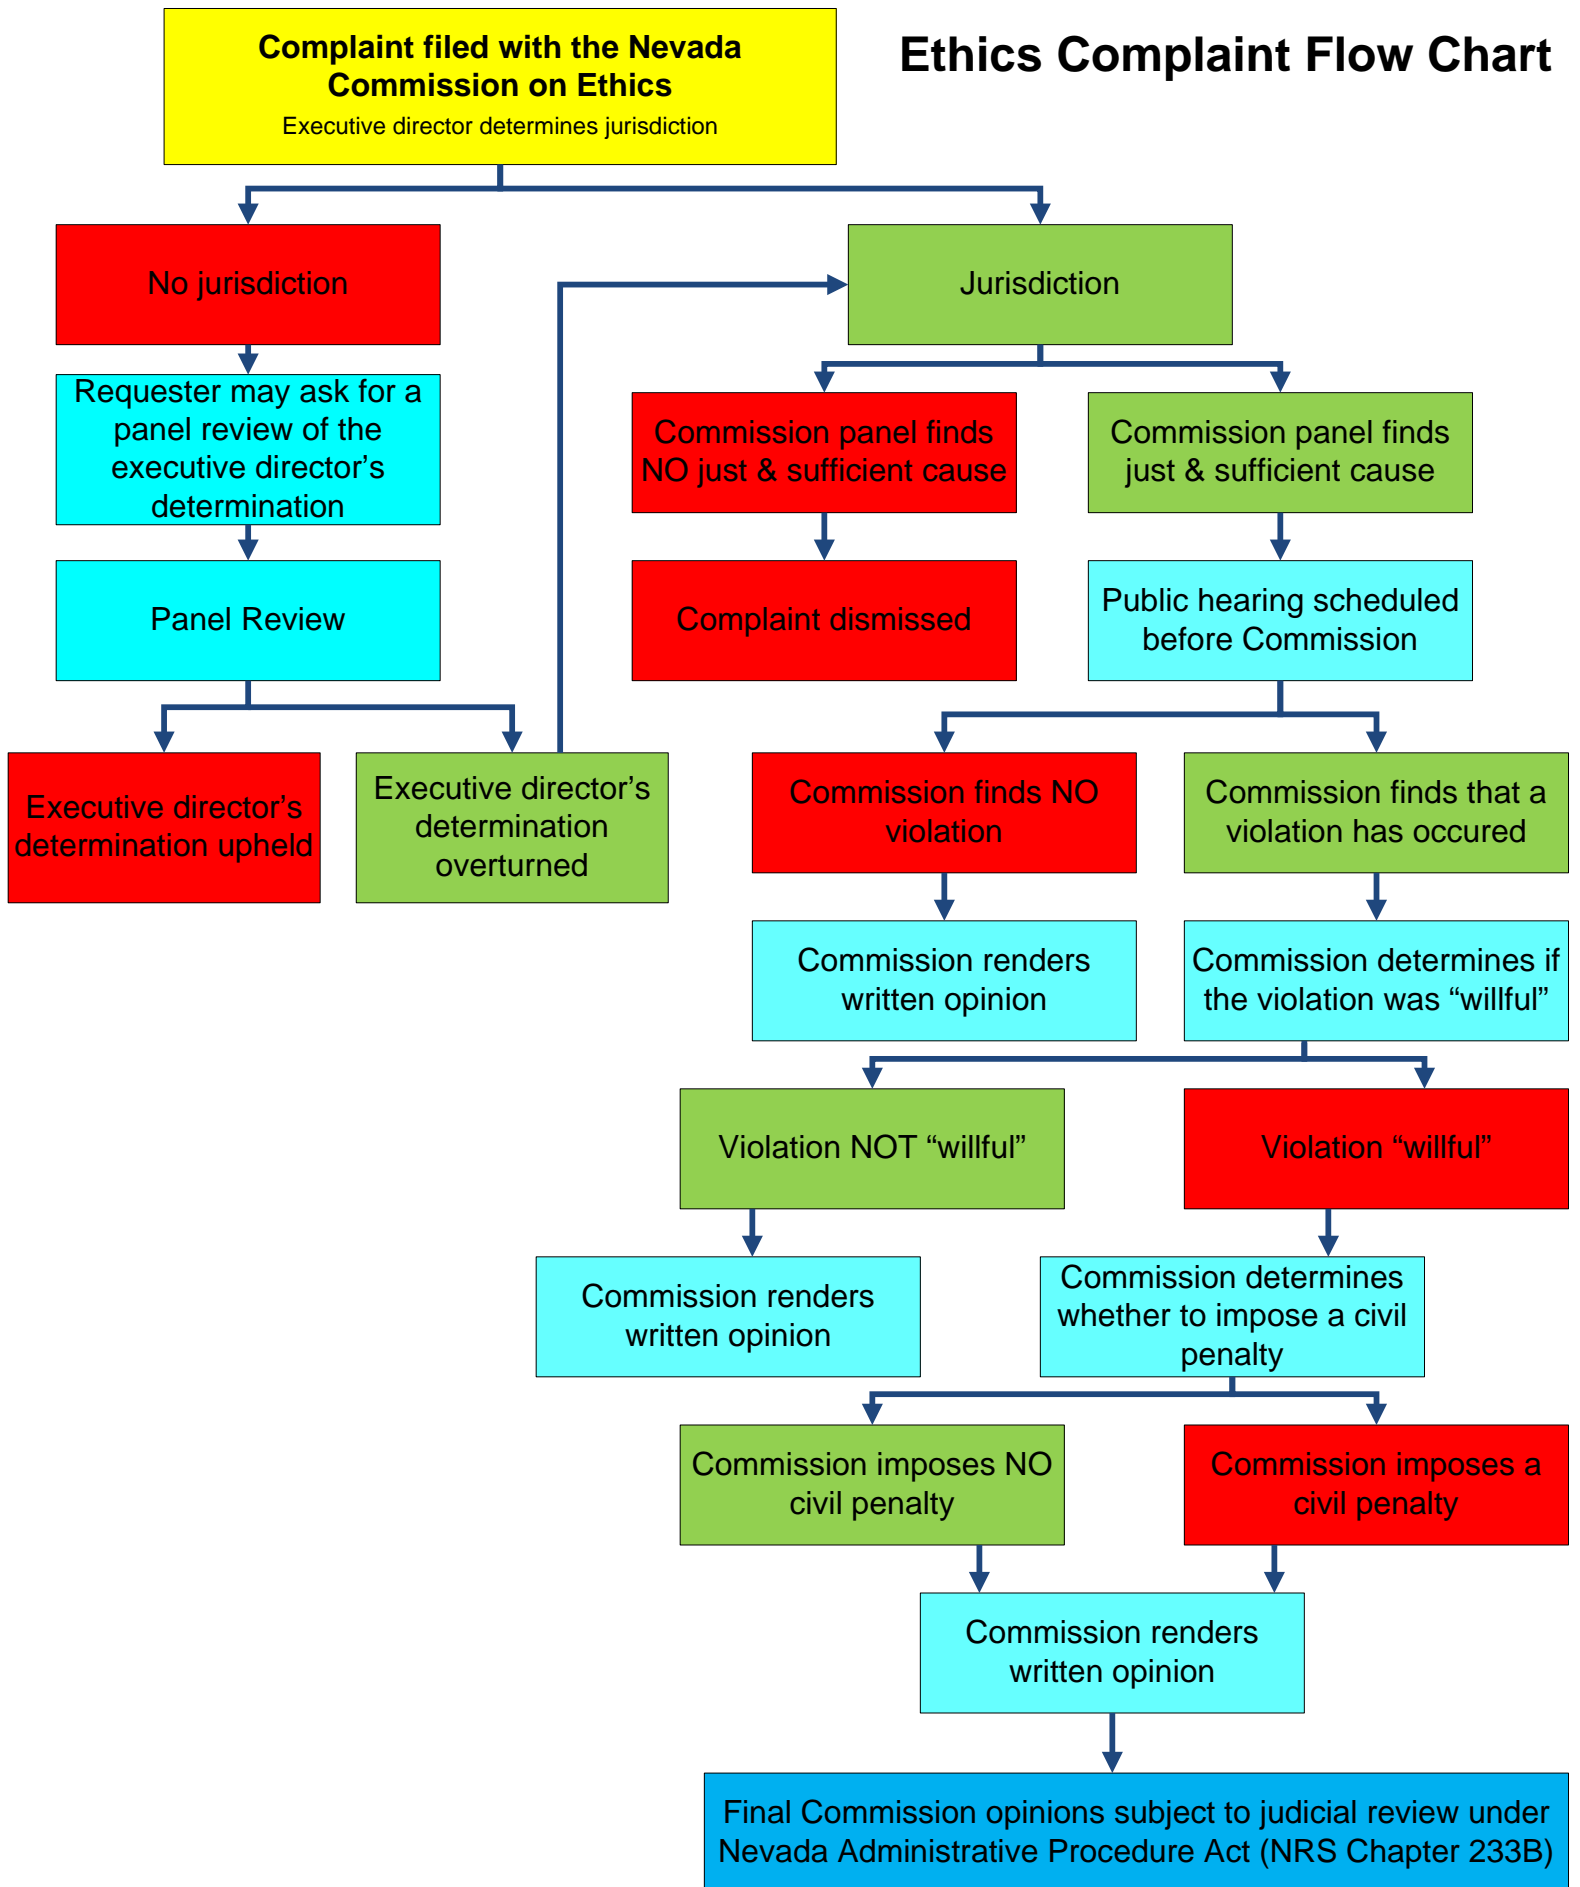 Ethics Complaint Flow Chart
Complaint filed with the Nevada
Commission on Ethics
Executive director determines jurisdiction
No jurisdiction
Jurisdiction
Requester may ask for a
panel review of the
executive director’s
determination
Commission panel finds
NO just & sufficient cause
Commission panel finds
just & sufficient cause
Panel Review
Complaint dismissed
Public hearing scheduled
before Commission
Executive director’s
determination upheld
Executive director’s
determination
overturned
Commission finds NO
violation
Commission finds that a
violation has occured
Commission renders
written opinion
Commission determines if
the violation was “willful”
Violation NOT “willful”
Violation “willful”
Commission renders
written opinion
Commission determines
whether to impose a civil
penalty
Commission imposes NO
civil penalty
Commission imposes a
civil penalty
Commission renders
written opinion
Final Commission opinions subject to judicial review under
Nevada Administrative Procedure Act (NRS Chapter 233B)